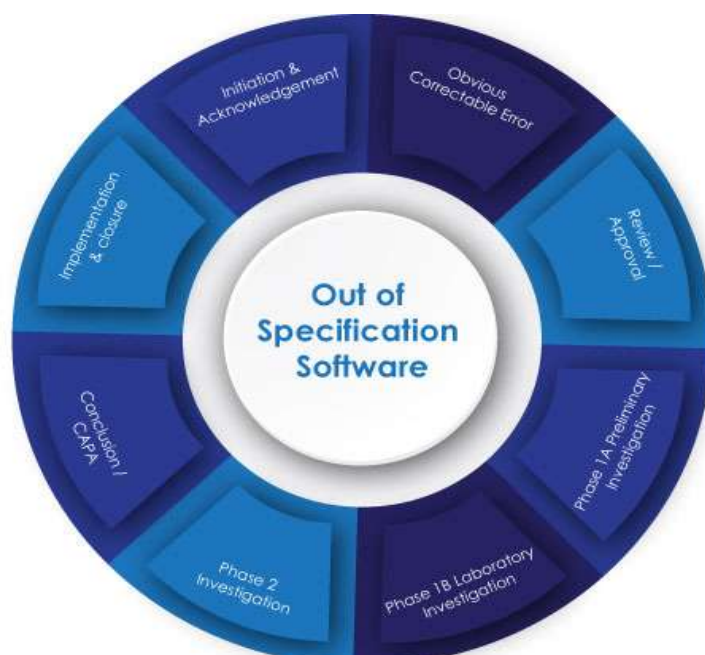 Initiation &
Acknowledgement
Obvious
Correctable Error
Review /
Approval
Phase 1A Preliminary
Investigation
Phase 1B Laboratory
Investigation
Phase 2
Investigation
Conclusion /
CAPA
Implementation
& closure
Out of
Specification
Software